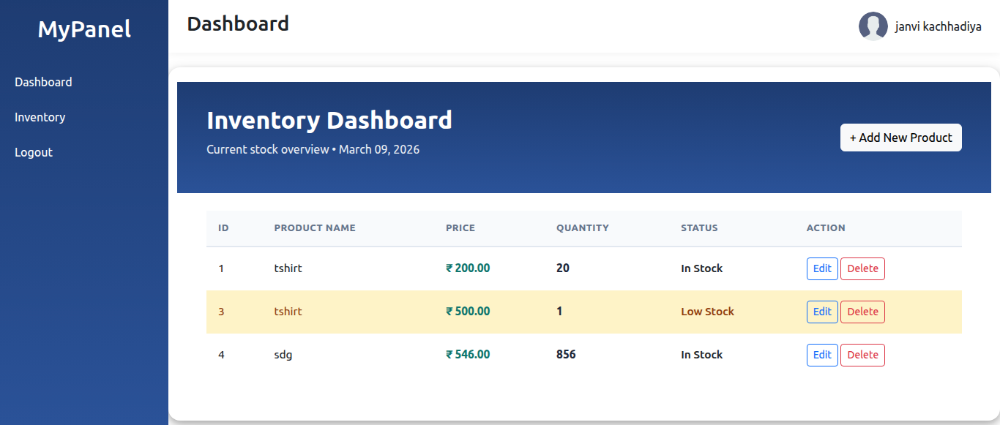 MyPanel
Dashboard
Inventory
Logout
Dashboard
janvi kachhadiya
Inventory Dashboard
Current stock overview • March 09, 2026
+ Add New Product
ID PRODUCT NAME PRICE QUANTITY STATUS ACTION
1 tshirt ₹ 200.00 20 In Stock Edit Delete
3 tshirt ₹ 500.00 1 Low Stock Edit Delete
4 sdg ₹ 546.00 856 In Stock Edit Delete